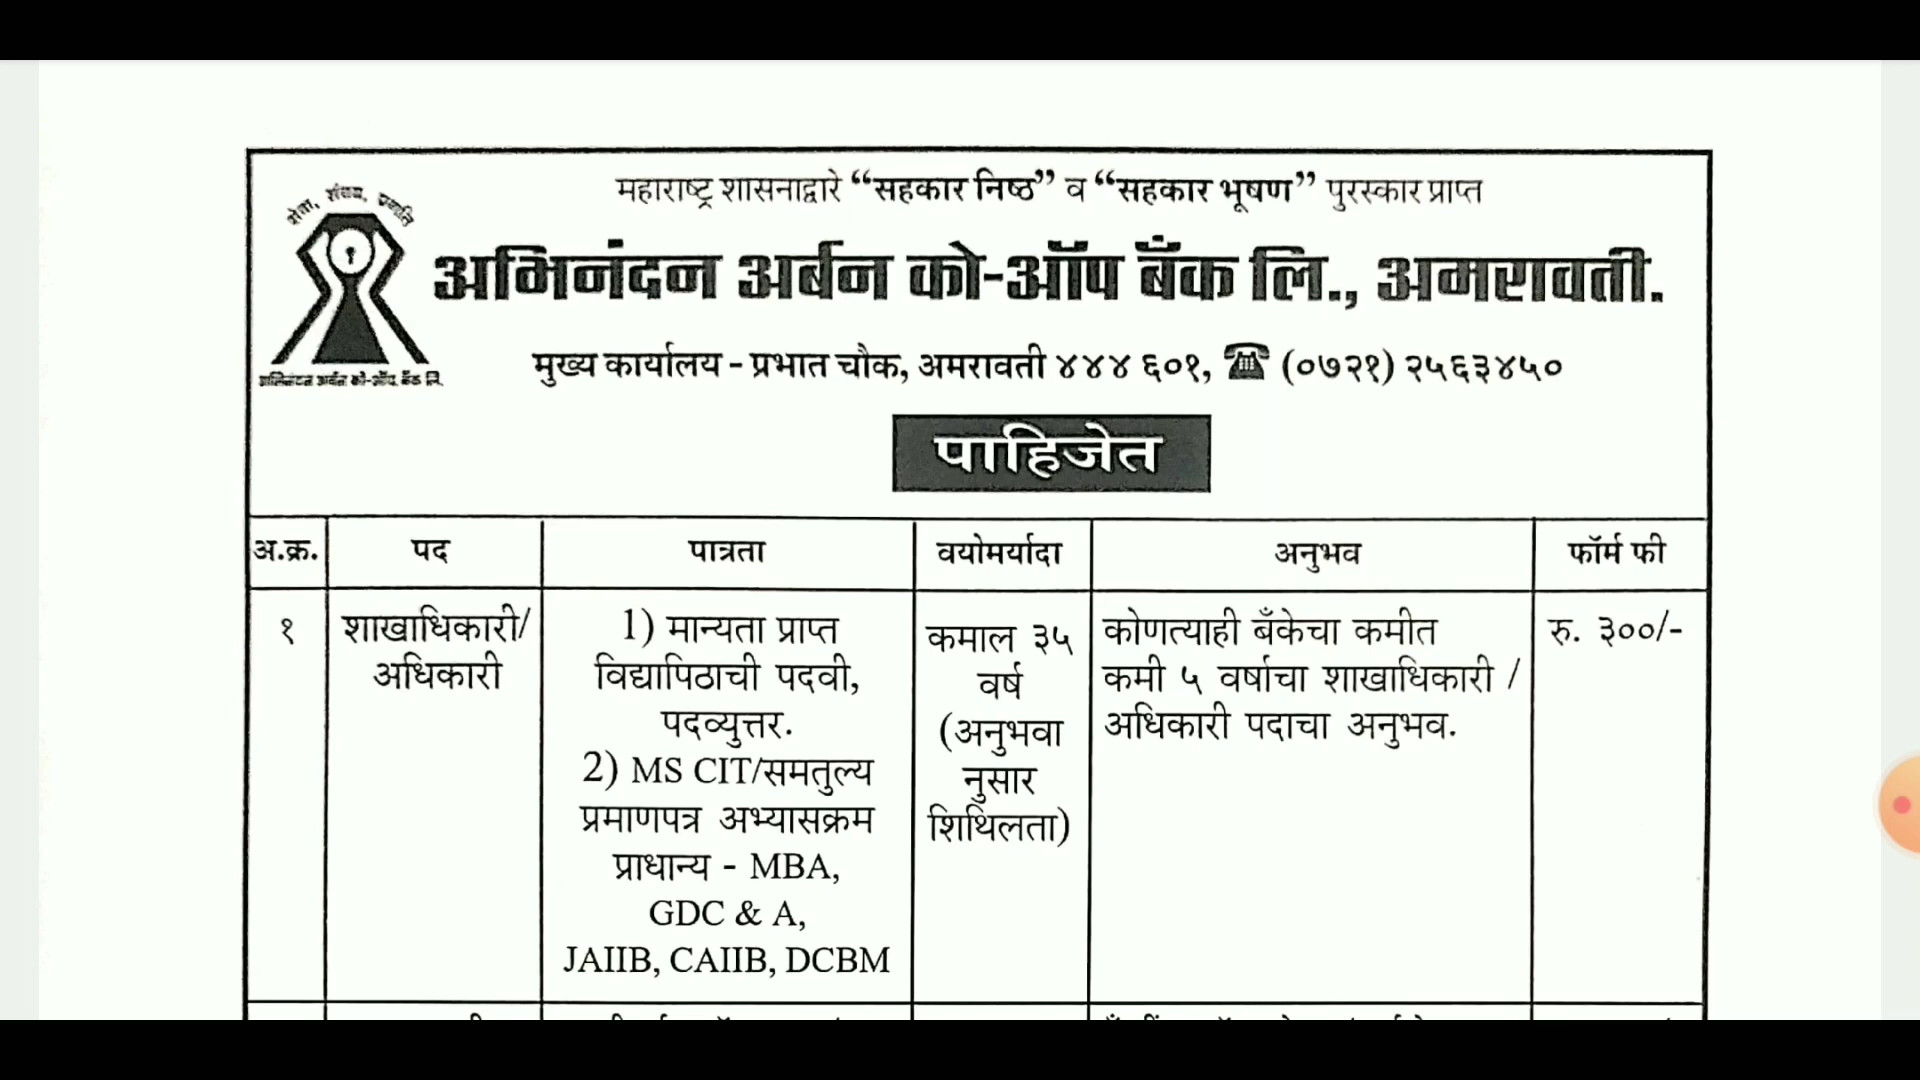 महाराष्ट्र शासनाद्वारे “सहकार निष्ठ” व “सहकार भूषण” पुरस्कार प्राप्त
सेवा, संचय, प्रगति
अभिनंदन अर्बन को-ऑप बँक लि., अमरावती.
मुख्य कार्यालय - प्रभात चौक, अमरावती ४४४ ६०१, ☎ (०७२१) २५६३४५०
अभिनंदन अर्बन को-ऑप. बँक लि.
पाहिजेत
अ.क्र. पद पात्रता वयोमर्यादा अनुभव फॉर्म फी
१
शाखाधिकारी/
अधिकारी
1) मान्यता प्राप्त
विद्यापिठाची पदवी,
पदव्युत्तर.
2) MS CIT/समतुल्य
प्रमाणपत्र अभ्यासक्रम
प्राधान्य - MBA,
GDC & A,
JAIIB, CAIIB, DCBM
कमाल ३५
वर्ष
(अनुभवा
नुसार
शिथिलता)
कोणत्याही बँकेचा कमीत
कमी ५ वर्षाचा शाखाधिकारी /
अधिकारी पदाचा अनुभव.
रु. ३००/-